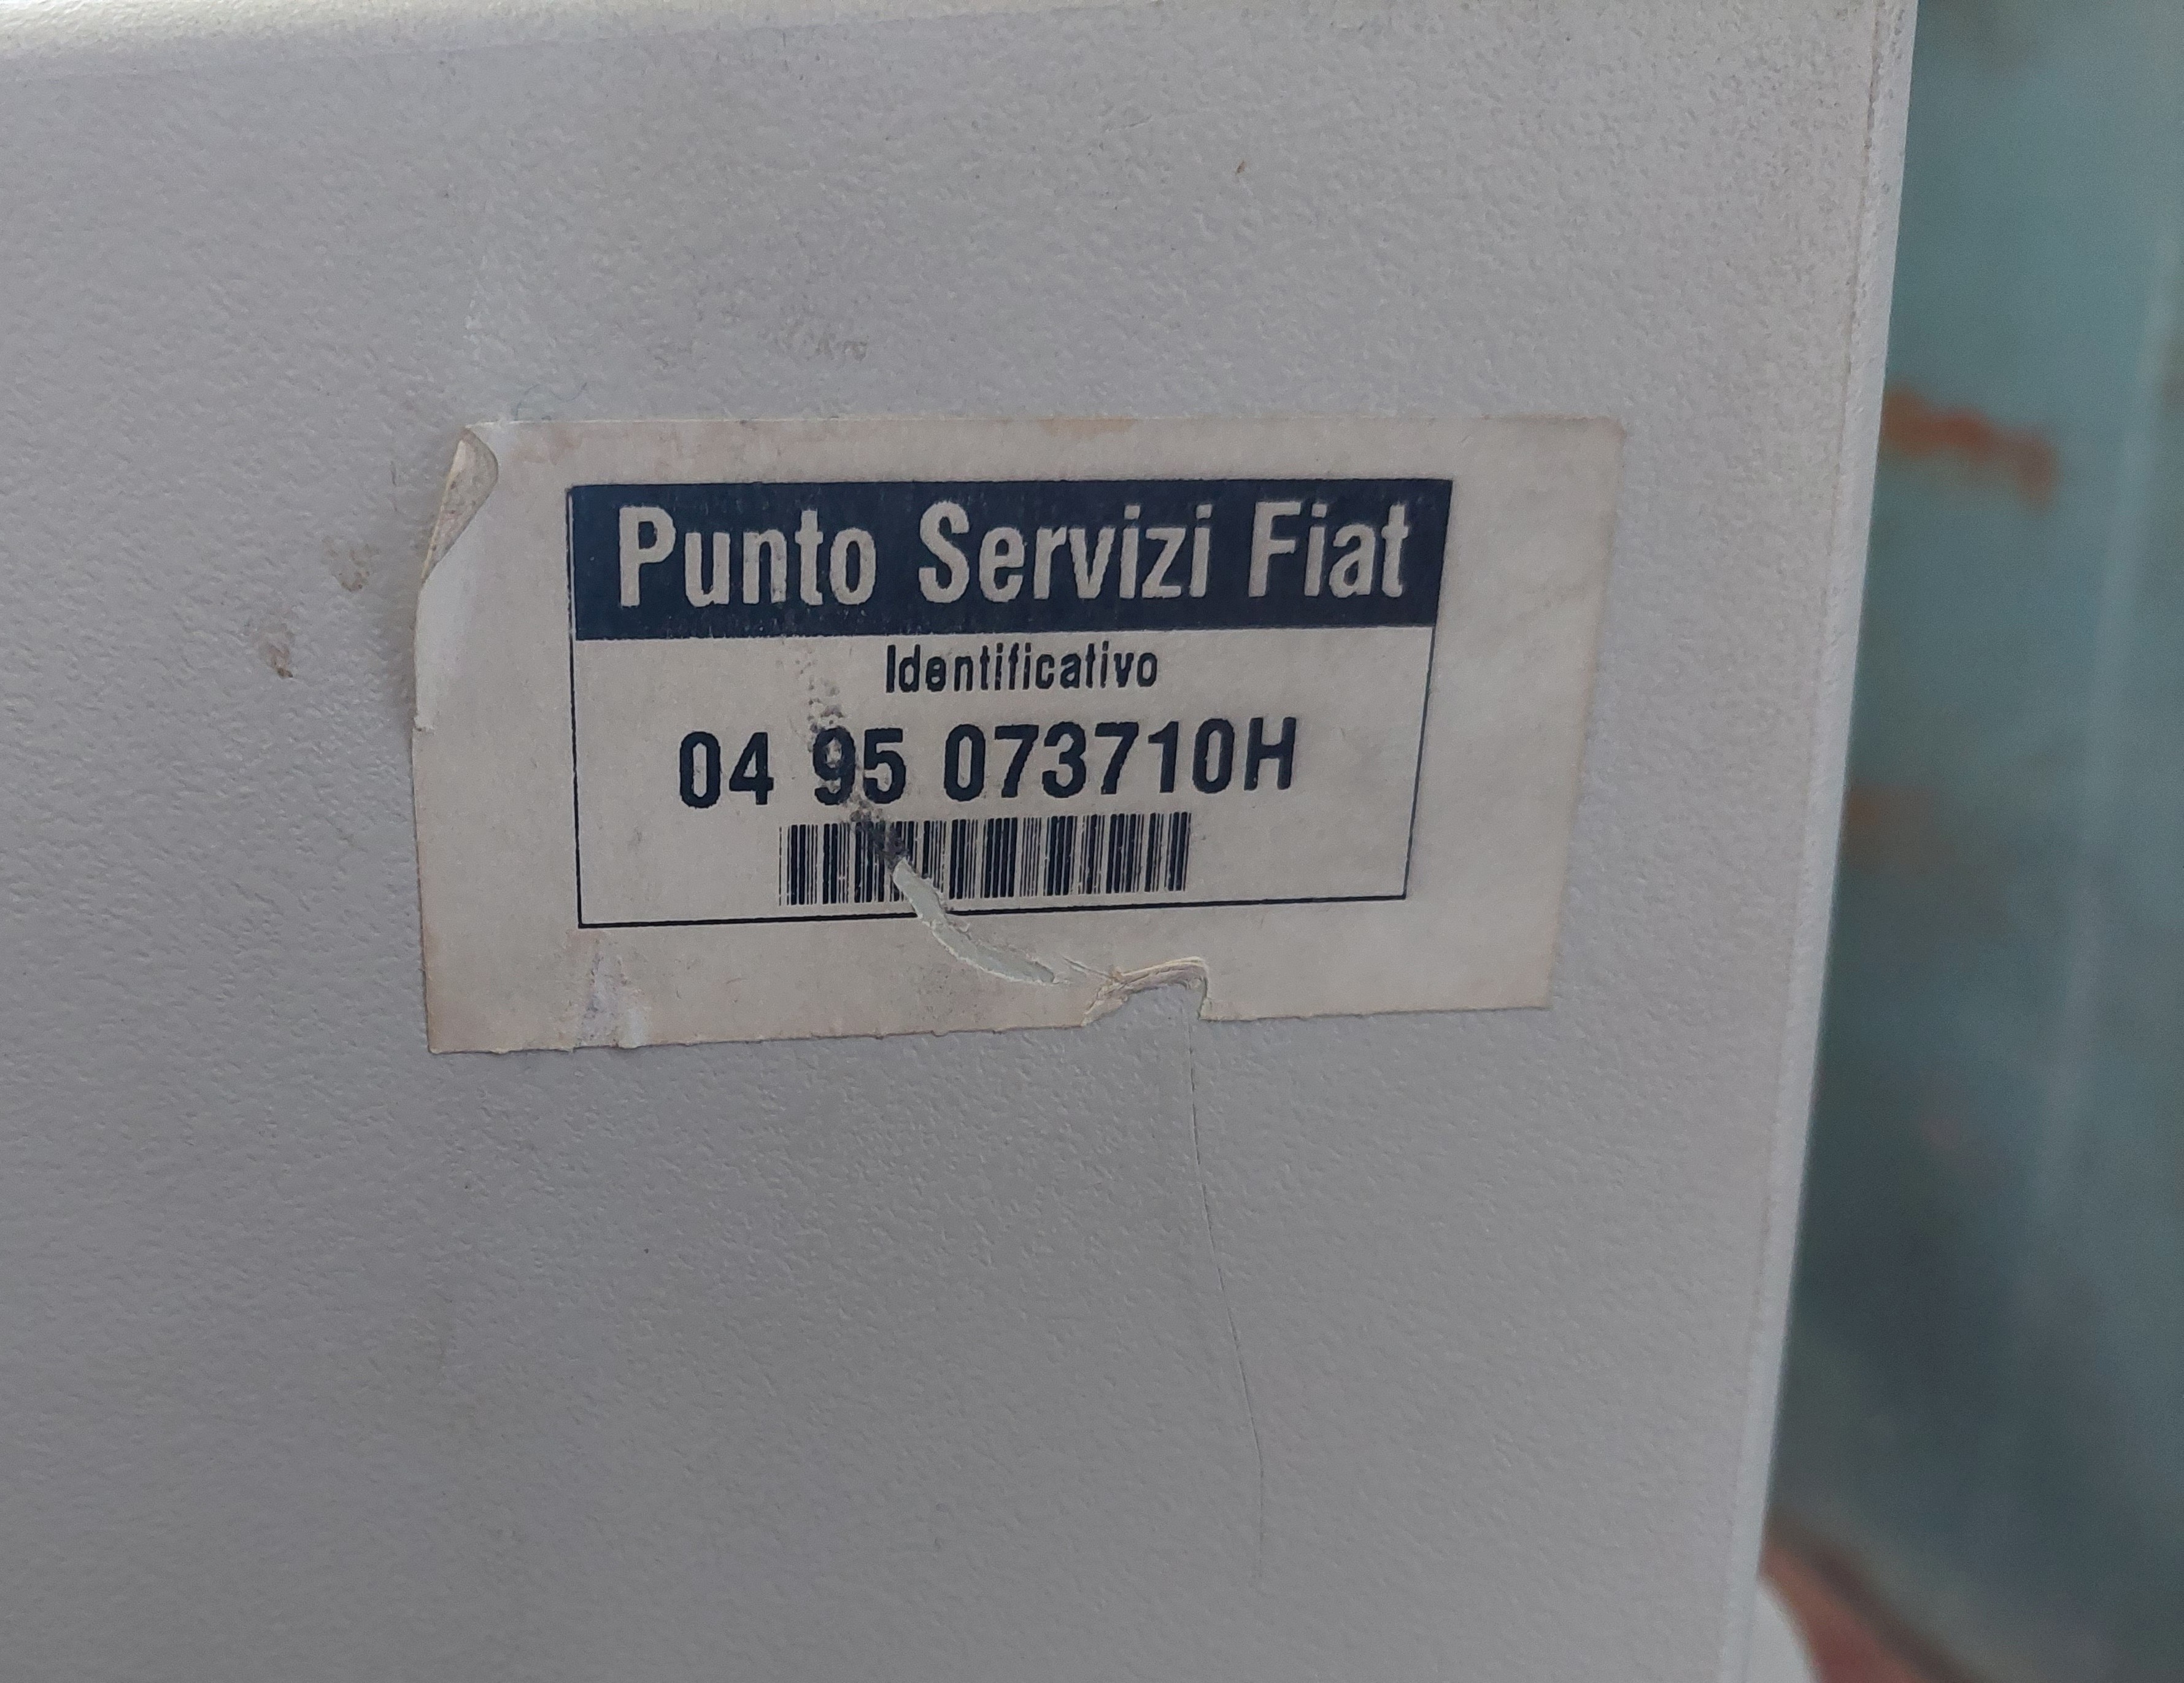 Punto Servizi Fiat
Identificativo
04 95 073710H